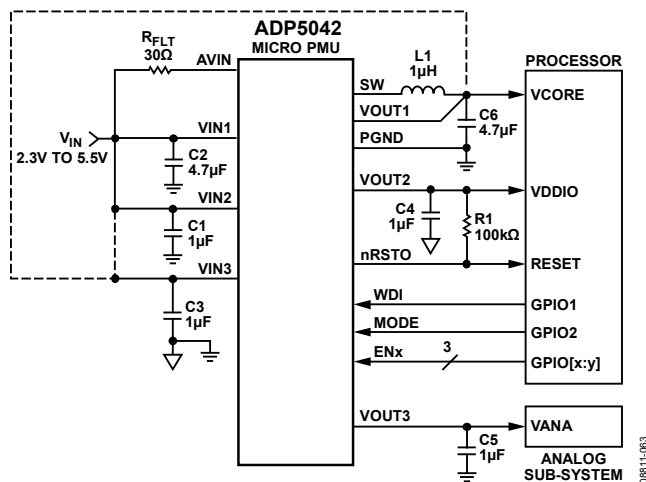 ADP5042
MICRO PMU
RFLT
30Ω
AVIN
VIN
2.3V TO 5.5V
VIN1
C2
4.7µF
VIN2
C1
1µF
VIN3
C3
1µF
SW
L1
1µH
VOUT1
C6
4.7µF
PGND
VOUT2
C4
1µF
R1
100kΩ
nRSTO
WDI
MODE
ENx
3
VOUT3
C5
1µF
PROCESSOR
VCORE
VDDIO
RESET
GPIO1
GPIO2
GPIO[x:y]
VANA
ANALOG
SUB-SYSTEM
08811-063